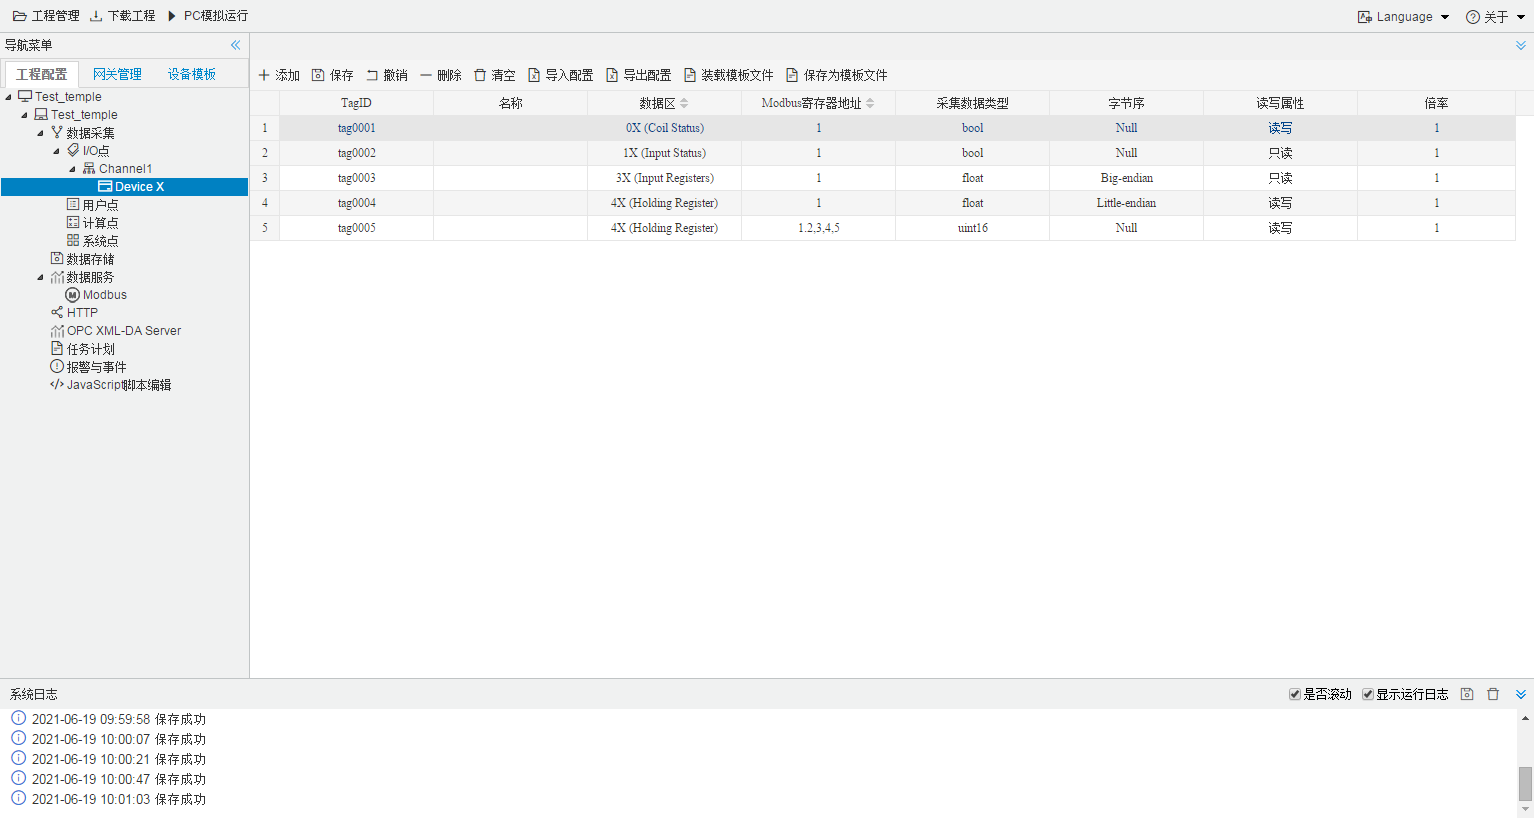 工程管理 下载工程 PC模拟运行 Language 关于
导航菜单
工程配置 网关管理 设备模板
添加 保存 撤销 删除 清空 导入配置 导出配置 装载模板文件 保存为模板文件
Test_temple
Test_temple
数据采集
I/O点
Channel1
Device X
用户点
计算点
系统点
数据存储
数据服务
Modbus
HTTP
OPC XML-DA Server
任务计划
报警与事件
JavaScript脚本编辑
TagID 名称 数据区 Modbus寄存器地址 采集数据类型 字节序 读写属性 倍率
1 tag0001 0X (Coil Status) 1 bool Null 读写 1
2 tag0002 1X (Input Status) 1 bool Null 只读 1
3 tag0003 3X (Input Registers) 1 float Big-endian 只读 1
4 tag0004 4X (Holding Register) 1 float Little-endian 读写 1
5 tag0005 4X (Holding Register) 1.2,3,4,5 uint16 Null 读写 1
系统日志 是否滚动 显示运行日志
2021-06-19 09:59:58 保存成功
2021-06-19 10:00:07 保存成功
2021-06-19 10:00:21 保存成功
2021-06-19 10:00:47 保存成功
2021-06-19 10:01:03 保存成功